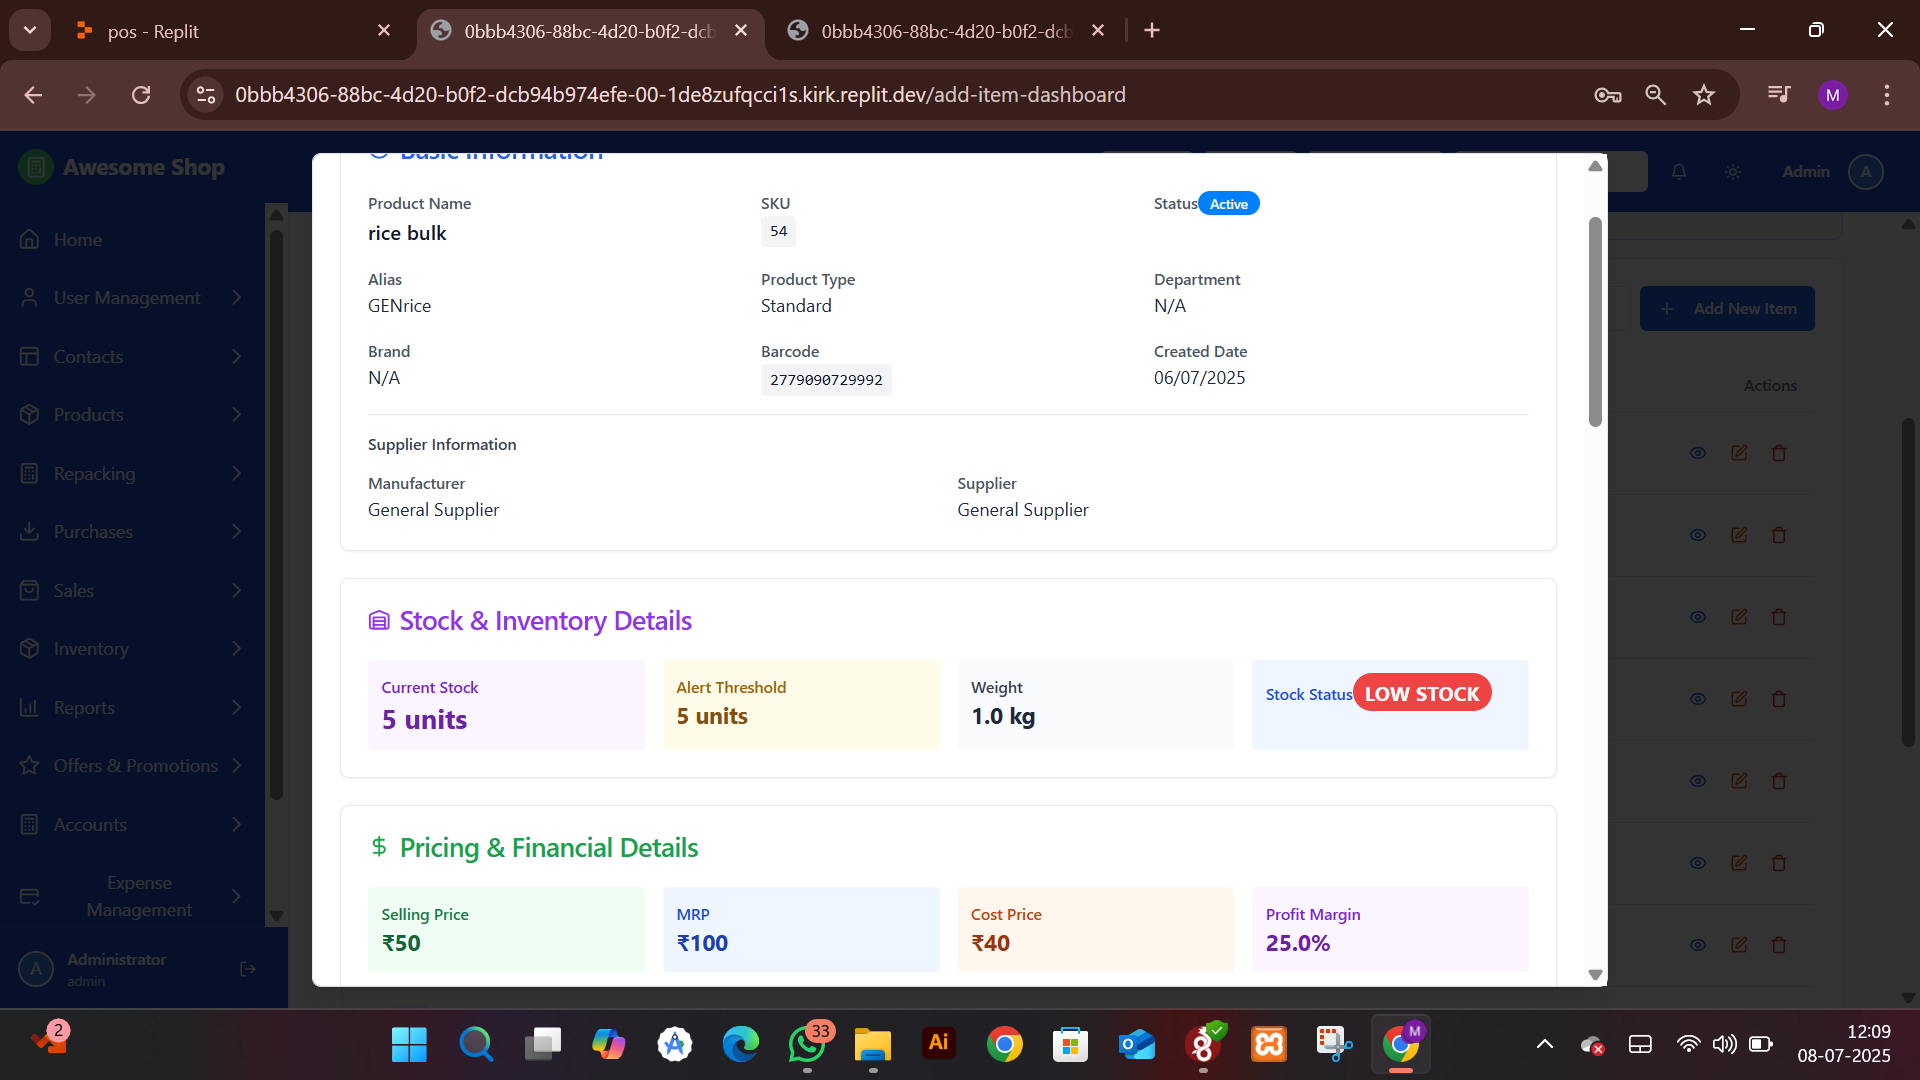 pos - Replit
0bbb4306-88bc-4d20-b0f2-dcb
0bbb4306-88bc-4d20-b0f2-dcb
0bbb4306-88bc-4d20-b0f2-dcb94b974efe-00-1de8zufqcci1s.kirk.replit.dev/add-item-dashboard
M
Awesome Shop
Admin
A
Home
User Management
Contacts
Products
Repacking
Purchases
Sales
Inventory
Reports
Offers & Promotions
Accounts
Expense
Management
A
Administrator
admin
Add New Item
Actions
Basic Information
Product Name
rice bulk
SKU
54
Status Active
Alias
GENrice
Product Type
Standard
Department
N/A
Brand
N/A
Barcode
2779090729992
Created Date
06/07/2025
Supplier Information
Manufacturer
General Supplier
Supplier
General Supplier
Stock & Inventory Details
Current Stock
5 units
Alert Threshold
5 units
Weight
1.0 kg
Stock Status LOW STOCK
Pricing & Financial Details
Selling Price
₹50
MRP
₹100
Cost Price
₹40
Profit Margin
25.0%
2
33
Ai
M
12:09
08-07-2025